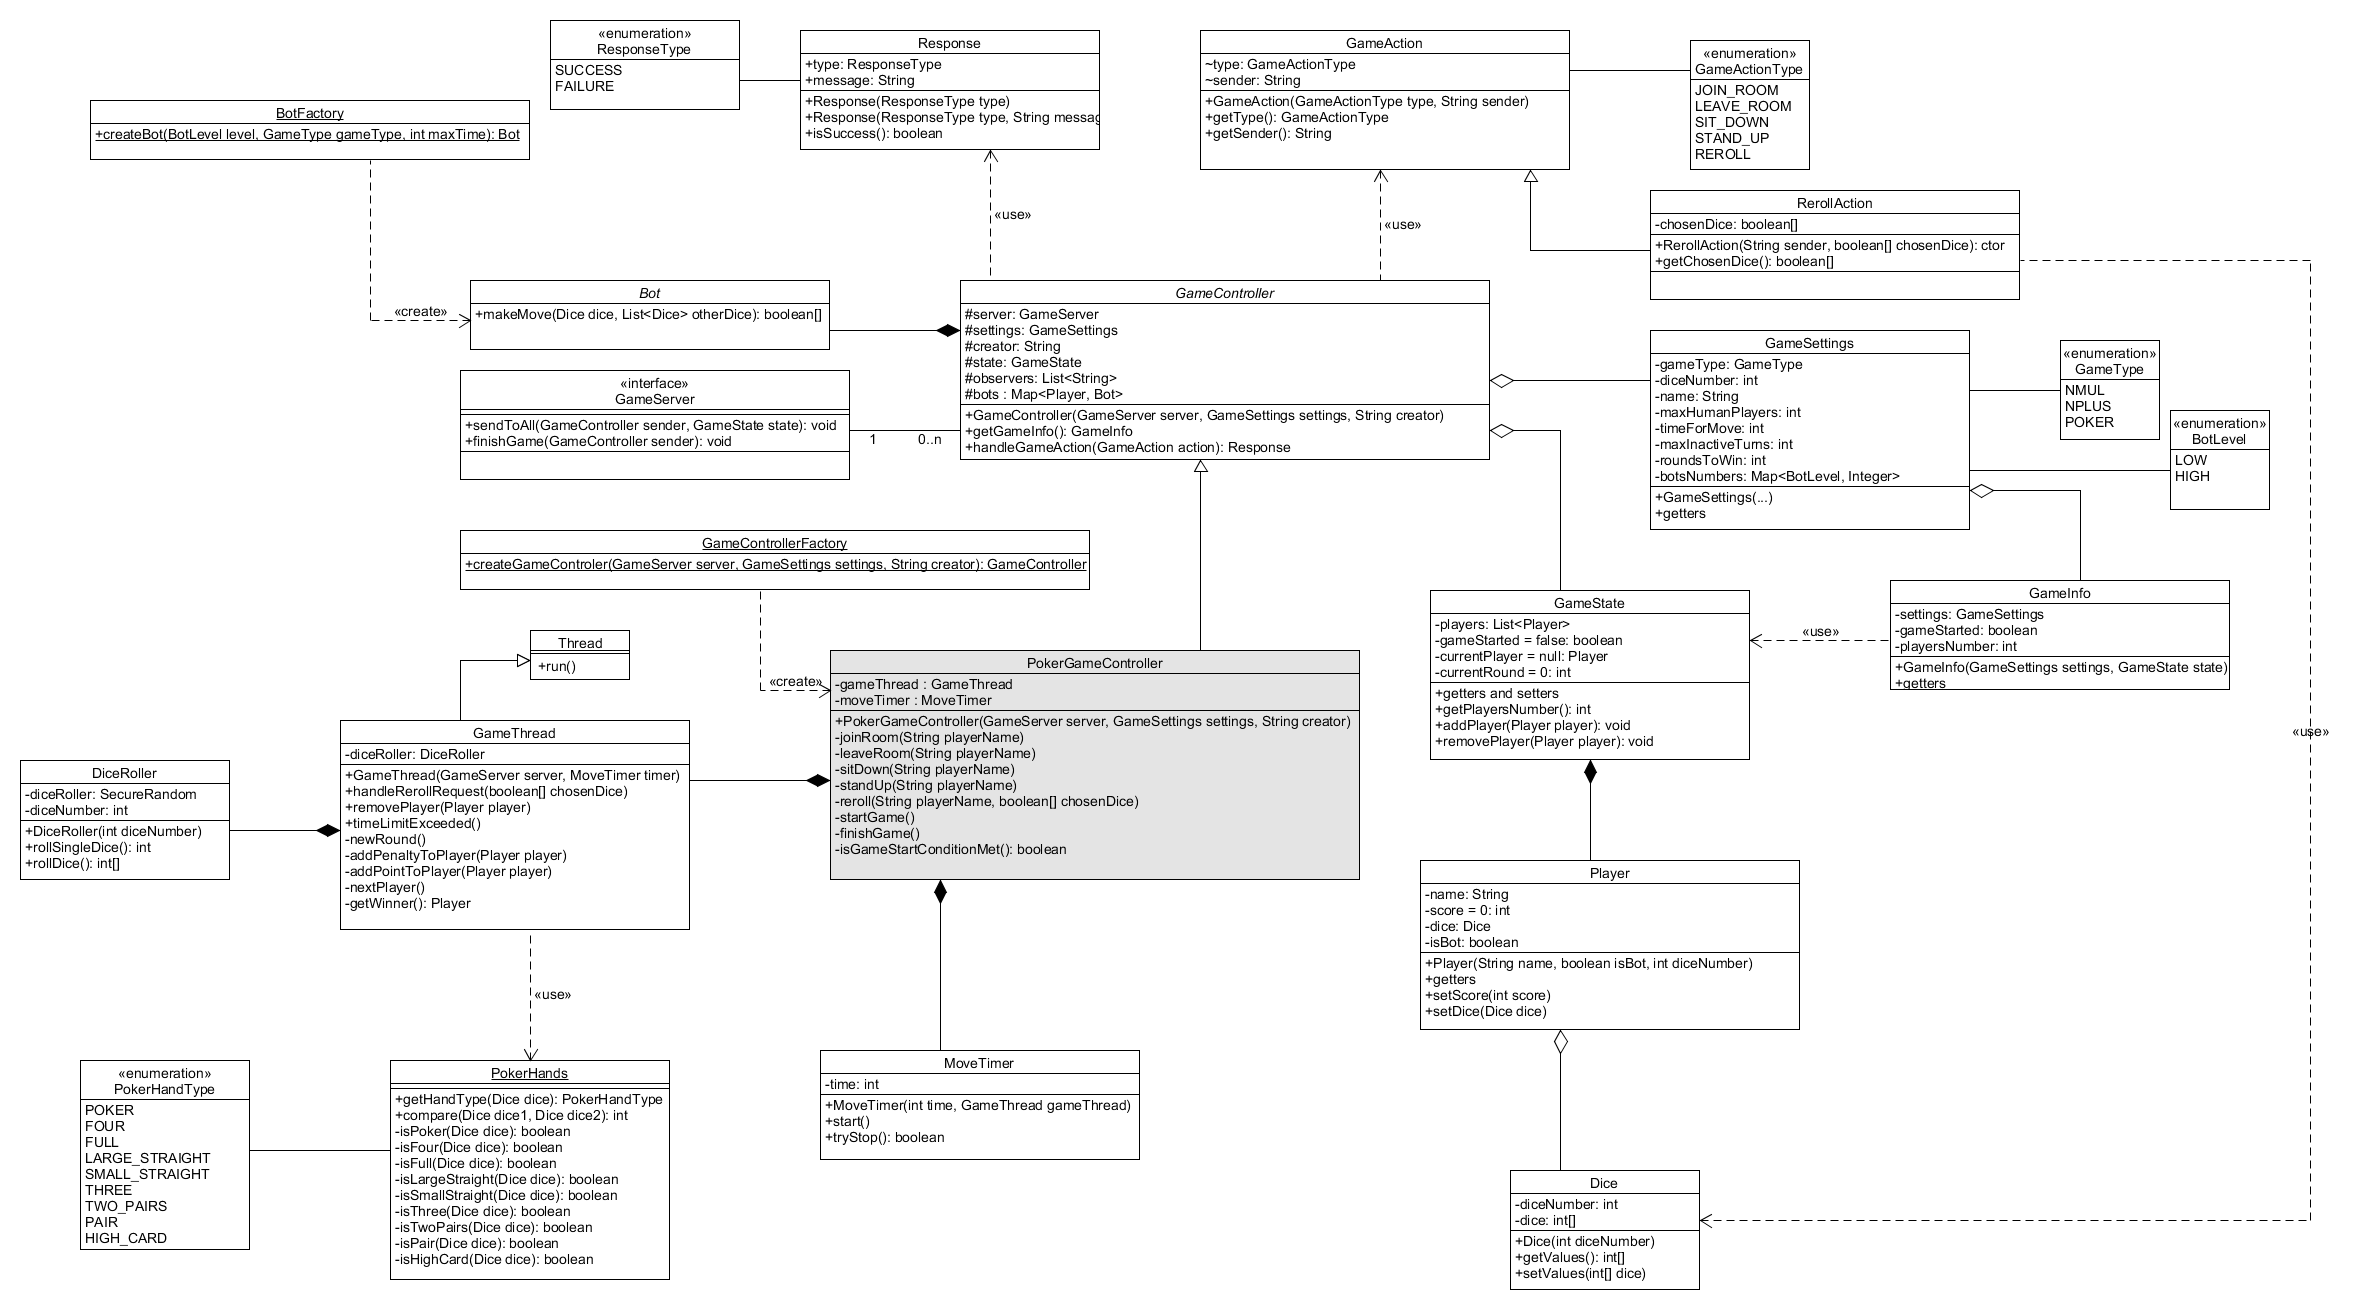 «enumeration»
ResponseType
SUCCESS
FAILURE
Response
+type: ResponseType
+message: String
+Response(ResponseType type)
+Response(ResponseType type, String messag
+isSuccess(): boolean
GameAction
~type: GameActionType
~sender: String
+GameAction(GameActionType type, String sender)
+getType(): GameActionType
+getSender(): String
«enumeration»
GameActionType
JOIN_ROOM
LEAVE_ROOM
SIT_DOWN
STAND_UP
REROLL
BotFactory
+createBot(BotLevel level, GameType gameType, int maxTime): Bot
«use»
«use»
RerollAction
-chosenDice: boolean[]
+RerollAction(String sender, boolean[] chosenDice): ctor
+getChosenDice(): boolean[]
«create»
Bot
+makeMove(Dice dice, List<Dice> otherDice): boolean[]
GameController
#server: GameServer
#settings: GameSettings
#creator: String
#state: GameState
#observers: List<String>
#bots : Map<Player, Bot>
+GameController(GameServer server, GameSettings settings, String creator)
+getGameInfo(): GameInfo
+handleGameAction(GameAction action): Response
«interface»
GameServer
+sendToAll(GameController sender, GameState state): void
+finishGame(GameController sender): void
1
0..n
GameSettings
-gameType: GameType
-diceNumber: int
-name: String
-maxHumanPlayers: int
-timeForMove: int
-maxInactiveTurns: int
-roundsToWin: int
-botsNumbers: Map<BotLevel, Integer>
+GameSettings(...)
+getters
«enumeration»
GameType
NMUL
NPLUS
POKER
«enumeration»
BotLevel
LOW
HIGH
GameControllerFactory
+createGameControler(GameServer server, GameSettings settings, String creator): GameController
«create»
Thread
+run()
GameState
-players: List<Player>
-gameStarted = false: boolean
-currentPlayer = null: Player
-currentRound = 0: int
+getters and setters
+getPlayersNumber(): int
+addPlayer(Player player): void
+removePlayer(Player player): void
«use»
GameInfo
-settings: GameSettings
-gameStarted: boolean
-playersNumber: int
+GameInfo(GameSettings settings, GameState state)
+getters
«use»
PokerGameController
-gameThread : GameThread
-moveTimer : MoveTimer
+PokerGameController(GameServer server, GameSettings settings, String creator)
-joinRoom(String playerName)
-leaveRoom(String playerName)
-sitDown(String playerName)
-standUp(String playerName)
-reroll(String playerName, boolean[] chosenDice)
-startGame()
-finishGame()
-isGameStartConditionMet(): boolean
GameThread
-diceRoller: DiceRoller
+GameThread(GameServer server, MoveTimer timer)
+handleRerollRequest(boolean[] chosenDice)
+removePlayer(Player player)
+timeLimitExceeded()
-newRound()
-addPenaltyToPlayer(Player player)
-addPointToPlayer(Player player)
-nextPlayer()
-getWinner(): Player
DiceRoller
-diceRoller: SecureRandom
-diceNumber: int
+DiceRoller(int diceNumber)
+rollSingleDice(): int
+rollDice(): int[]
Player
-name: String
-score = 0: int
-dice: Dice
-isBot: boolean
+Player(String name, boolean isBot, int diceNumber)
+getters
+setScore(int score)
+setDice(Dice dice)
«use»
«enumeration»
PokerHandType
POKER
FOUR
FULL
LARGE_STRAIGHT
SMALL_STRAIGHT
THREE
TWO_PAIRS
PAIR
HIGH_CARD
PokerHands
+getHandType(Dice dice): PokerHandType
+compare(Dice dice1, Dice dice2): int
-isPoker(Dice dice): boolean
-isFour(Dice dice): boolean
-isFull(Dice dice): boolean
-isLargeStraight(Dice dice): boolean
-isSmallStraight(Dice dice): boolean
-isThree(Dice dice): boolean
-isTwoPairs(Dice dice): boolean
-isPair(Dice dice): boolean
-isHighCard(Dice dice): boolean
MoveTimer
-time: int
+MoveTimer(int time, GameThread gameThread)
+start()
+tryStop(): boolean
Dice
-diceNumber: int
-dice: int[]
+Dice(int diceNumber)
+getValues(): int[]
+setValues(int[] dice)